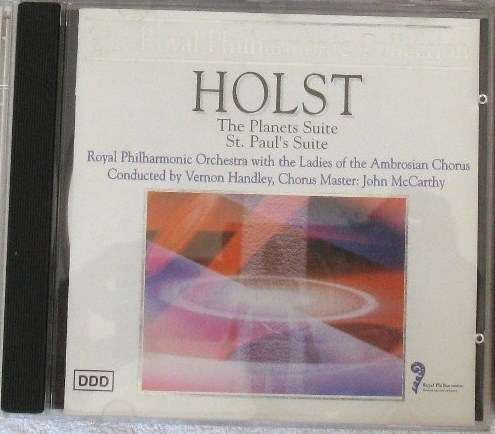 The Royal Philharmonic Collection
HOLST
The Planets Suite
St. Paul's Suite
Royal Philharmonic Orchestra with the Ladies of the Ambrosian Chorus
Conducted by Vernon Handley, Chorus Master: John McCarthy
DDD
Royal Philharmonic